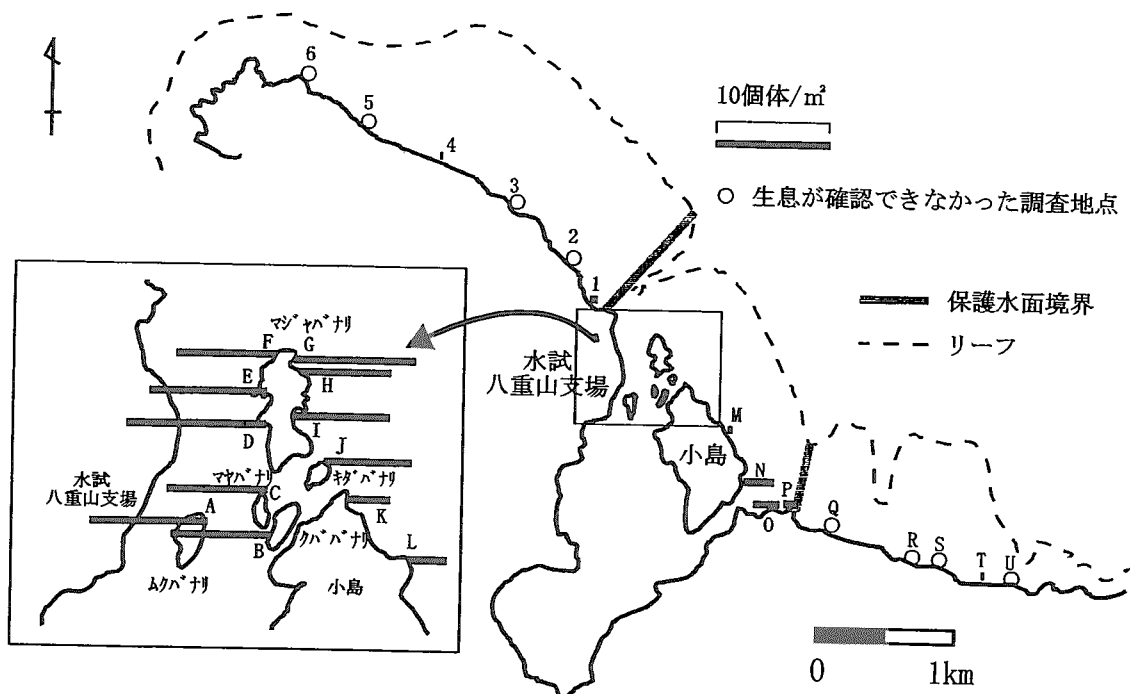 6
5
4
3
2
1
10個体/㎡
○ 生息が確認できなかった調査地点
保護水面境界
リーフ
水試
八重山支場
小島
M
N
P
O
Q
R
S
T
U
0
1km
マジャバナリ
F
G
E
H
D
I
J
マヤバナリ
キダバナリ
水試
八重山支場
A
C
K
B
クババナリ
L
ムクバナリ
小島